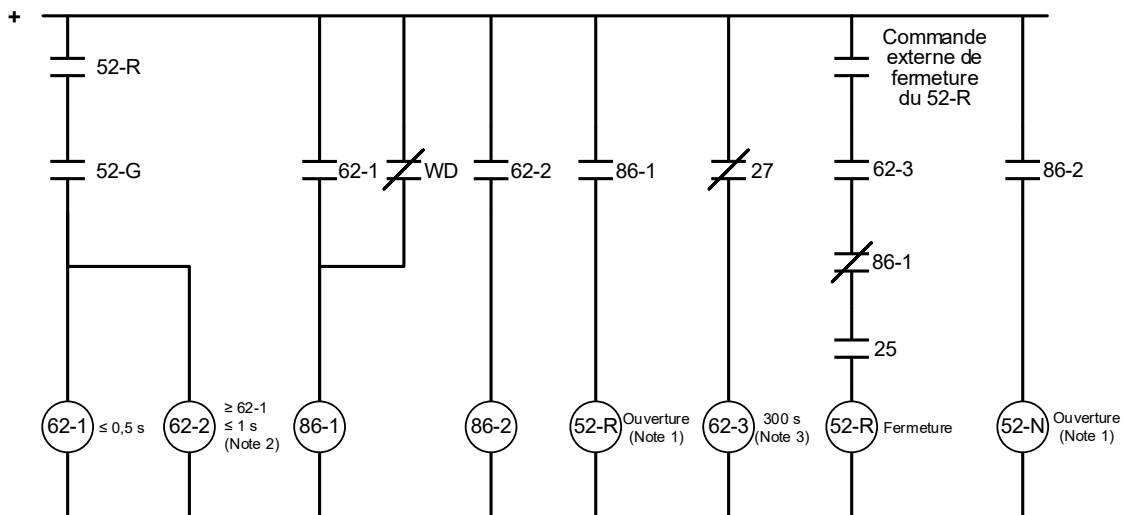 +
52-R
Commande
externe de
fermeture
du 52-R
52-G
62-1
WD
62-2
86-1
27
62-3
86-2
86-1
25
62-1
≤ 0,5 s
62-2
≥ 62-1
≤ 1 s
(Note 2)
86-1
86-2
52-R
Ouverture
(Note 1)
62-3
300 s
(Note 3)
52-R
Fermeture
52-N
Ouverture
(Note 1)